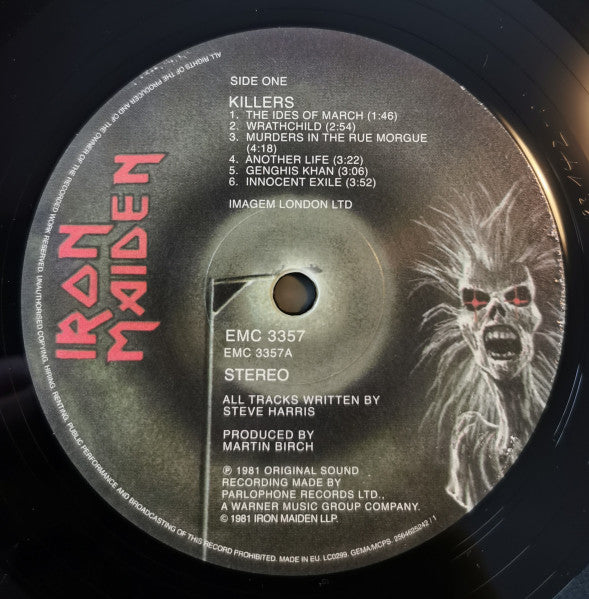 SIDE ONE
KILLERS
1. THE IDES OF MARCH (1:46)
2. WRATHCHILD (2:54)
3. MURDERS IN THE RUE MORGUE
(4:18)
4. ANOTHER LIFE (3:22)
5. GENGHIS KHAN (3:06)
6. INNOCENT EXILE (3:52)
IMAGEM LONDON LTD
IRON
MAIDEN
EMC 3357
EMC 3357A
STEREO
ALL TRACKS WRITTEN BY
STEVE HARRIS
PRODUCED BY
MARTIN BIRCH
℗ 1981 ORIGINAL SOUND
RECORDING MADE BY
PARLOPHONE RECORDS LTD.,
A WARNER MUSIC GROUP COMPANY.
© 1981 IRON MAIDEN LLP.
ALL RIGHTS OF THE PRODUCER AND OF THE OWNER OF THE RECORDED WORK RESERVED. UNAUTHORISED COPYING, HIRING, RENTING, PUBLIC PERFORMANCE AND BROADCASTING OF THIS RECORD PROHIBITED. MADE IN EU. LC0299. GEMA/MCPS. 2564625242 / 1